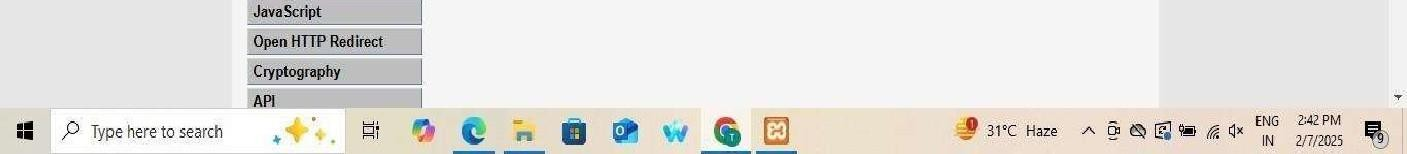 JavaScript
Open HTTP Redirect
Cryptography
API
Type here to search
T
1
31°C Haze
ENG
IN
2:42 PM
2/7/2025
9